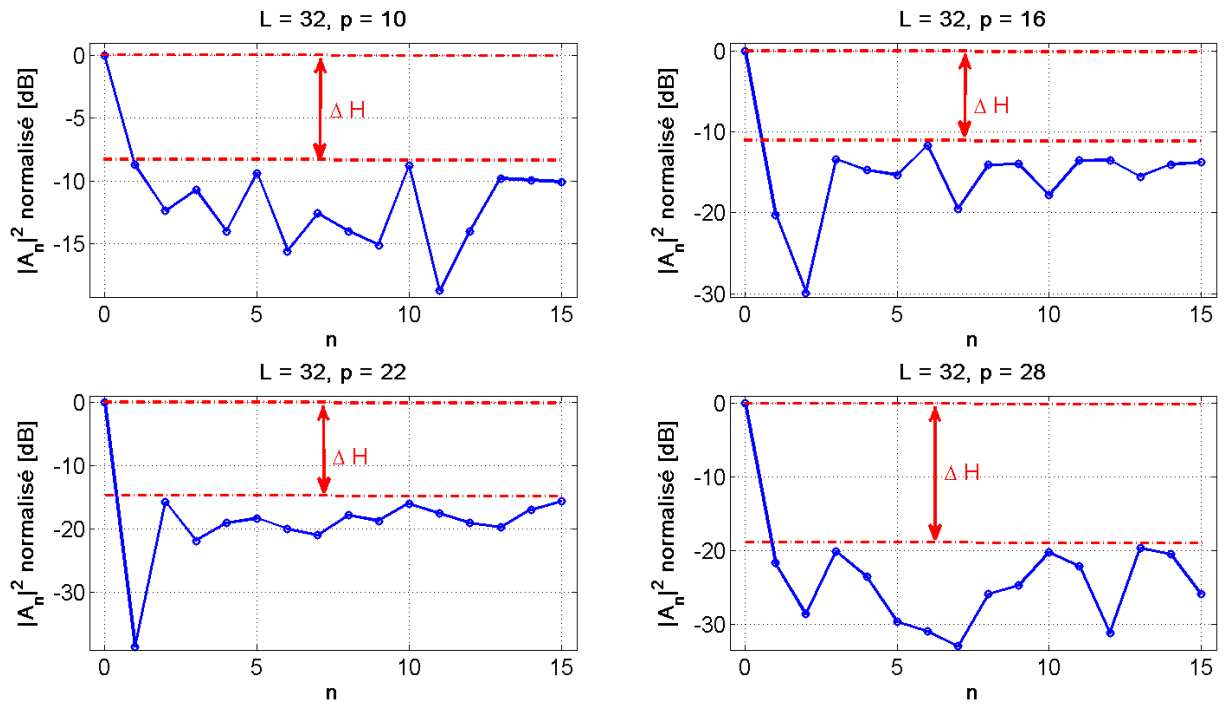 L = 32, p = 10
|Aₙ|² normalisé [dB]
0
-5
-10
-15
Δ H
0
5
10
15
n
L = 32, p = 16
|Aₙ|² normalisé [dB]
0
-10
-20
-30
Δ H
0
5
10
15
n
L = 32, p = 22
|Aₙ|² normalisé [dB]
0
-10
-20
-30
Δ H
0
5
10
15
n
L = 32, p = 28
|Aₙ|² normalisé [dB]
0
-10
-20
-30
Δ H
0
5
10
15
n